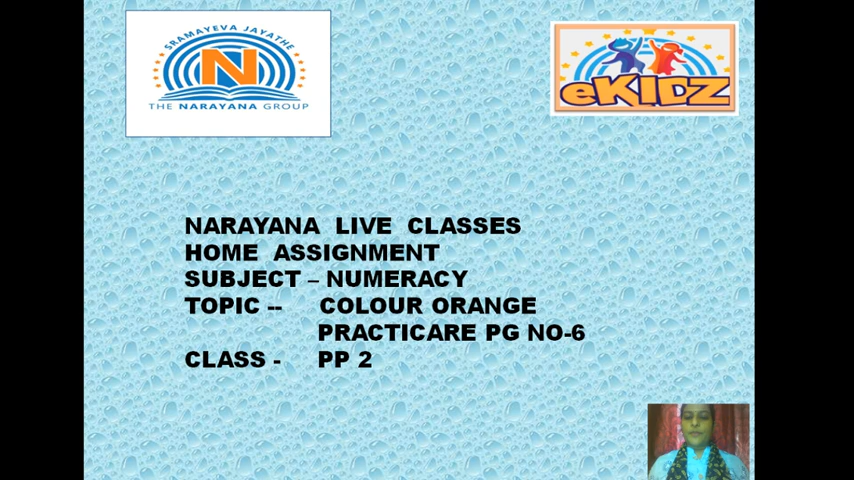 SRAMAYEVA JAYATHE
N
THE NARAYANA GROUP
eKIDZ
NARAYANA LIVE CLASSES
HOME ASSIGNMENT
SUBJECT – NUMERACY
TOPIC -- COLOUR ORANGE
PRACTICARE PG NO-6
CLASS - PP 2